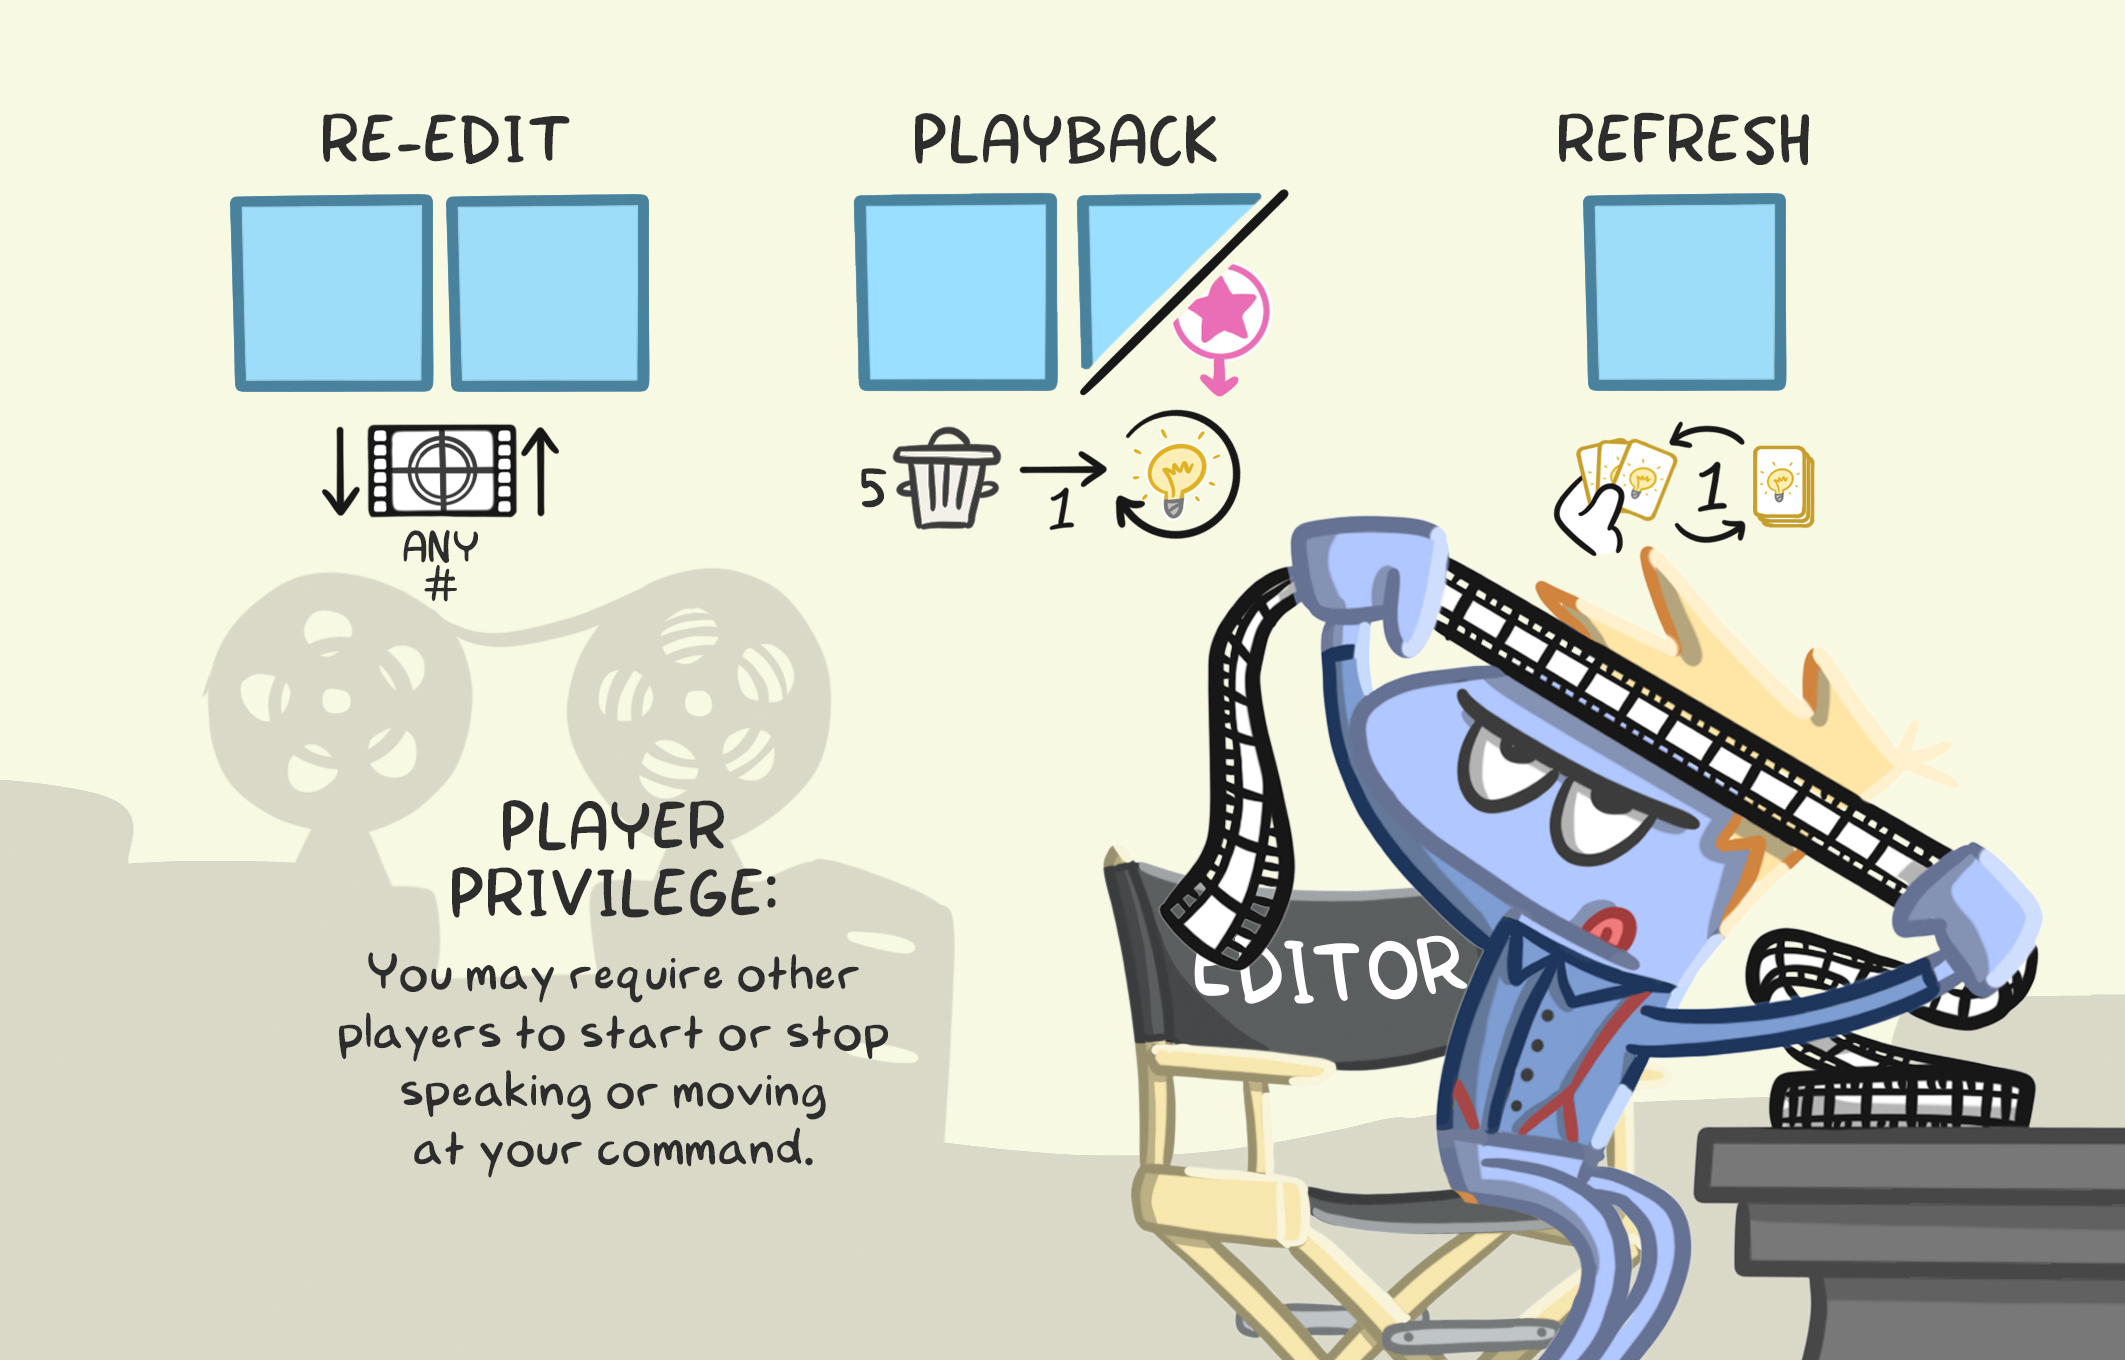 RE-EDIT
PLAYBACK
REFRESH
ANY
#
5
1
1
PLAYER
PRIVILEGE:
You may require other
players to start or stop
speaking or moving
at your command.
EDITOR